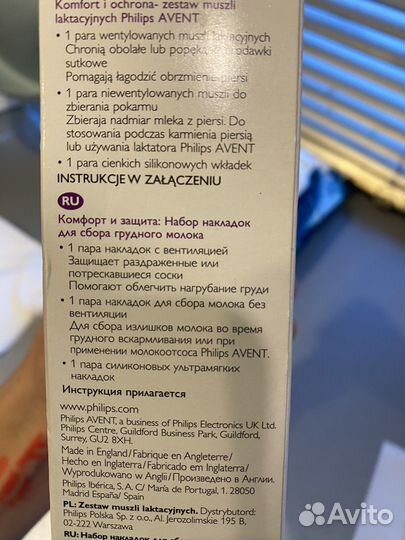 Komfort i ochrona- zestaw muszli
laktacyjnych Philips AVENT
• 1 para wentylowanych muszli laktacyjnych
Chronią obolałe lub popękane brodawki
sutkowe
Pomagają łagodzić obrzmienie piersi
• 1 para niewentylowanych muszli do
zbierania pokarmu
Zbierają nadmiar mleka z piersi. Do
stosowania podczas karmienia piersią
lub używania laktatora Philips AVENT
• 1 para cienkich silikonowych wkładek
INSTRUKCJE W ZAŁĄCZENIU
RU
Комфорт и защита: Набор накладок
для сбора грудного молока
• 1 пара накладок с вентиляцией
Защищает раздраженные или
потрескавшиеся соски
Помогают облегчить нагрубание груди
• 1 пара накладок для сбора молока без
вентиляции
Для сбора излишков молока во время
грудного вскармливания или при
применении молокоотсоса Philips AVENT.
• 1 пара силиконовых ультрамягких
накладок
Инструкция прилагается
www.philips.com
Philips AVENT, a business of Philips Electronics UK Ltd.
Philips Centre, Guildford Business Park, Guildford,
Surrey, GU2 8XH.
Made in England/Fabrique en Angleterre/
Hecho en Inglaterra/Fabricado em Inglaterra/
Wyprodukowano w Anglii/Произведено в Англии.
Philips Ibérica, S.A. C/ María de Portugal, 1. 28050
Madrid España/ Spain
PL: Zestaw muszli laktacyjnych. Dystrybutord:
Philips Polska Sp. z o.o., Al. Jerozolimskie 195 B,
02-222 Warszawa
RU: Набор накладок для сб
Avito